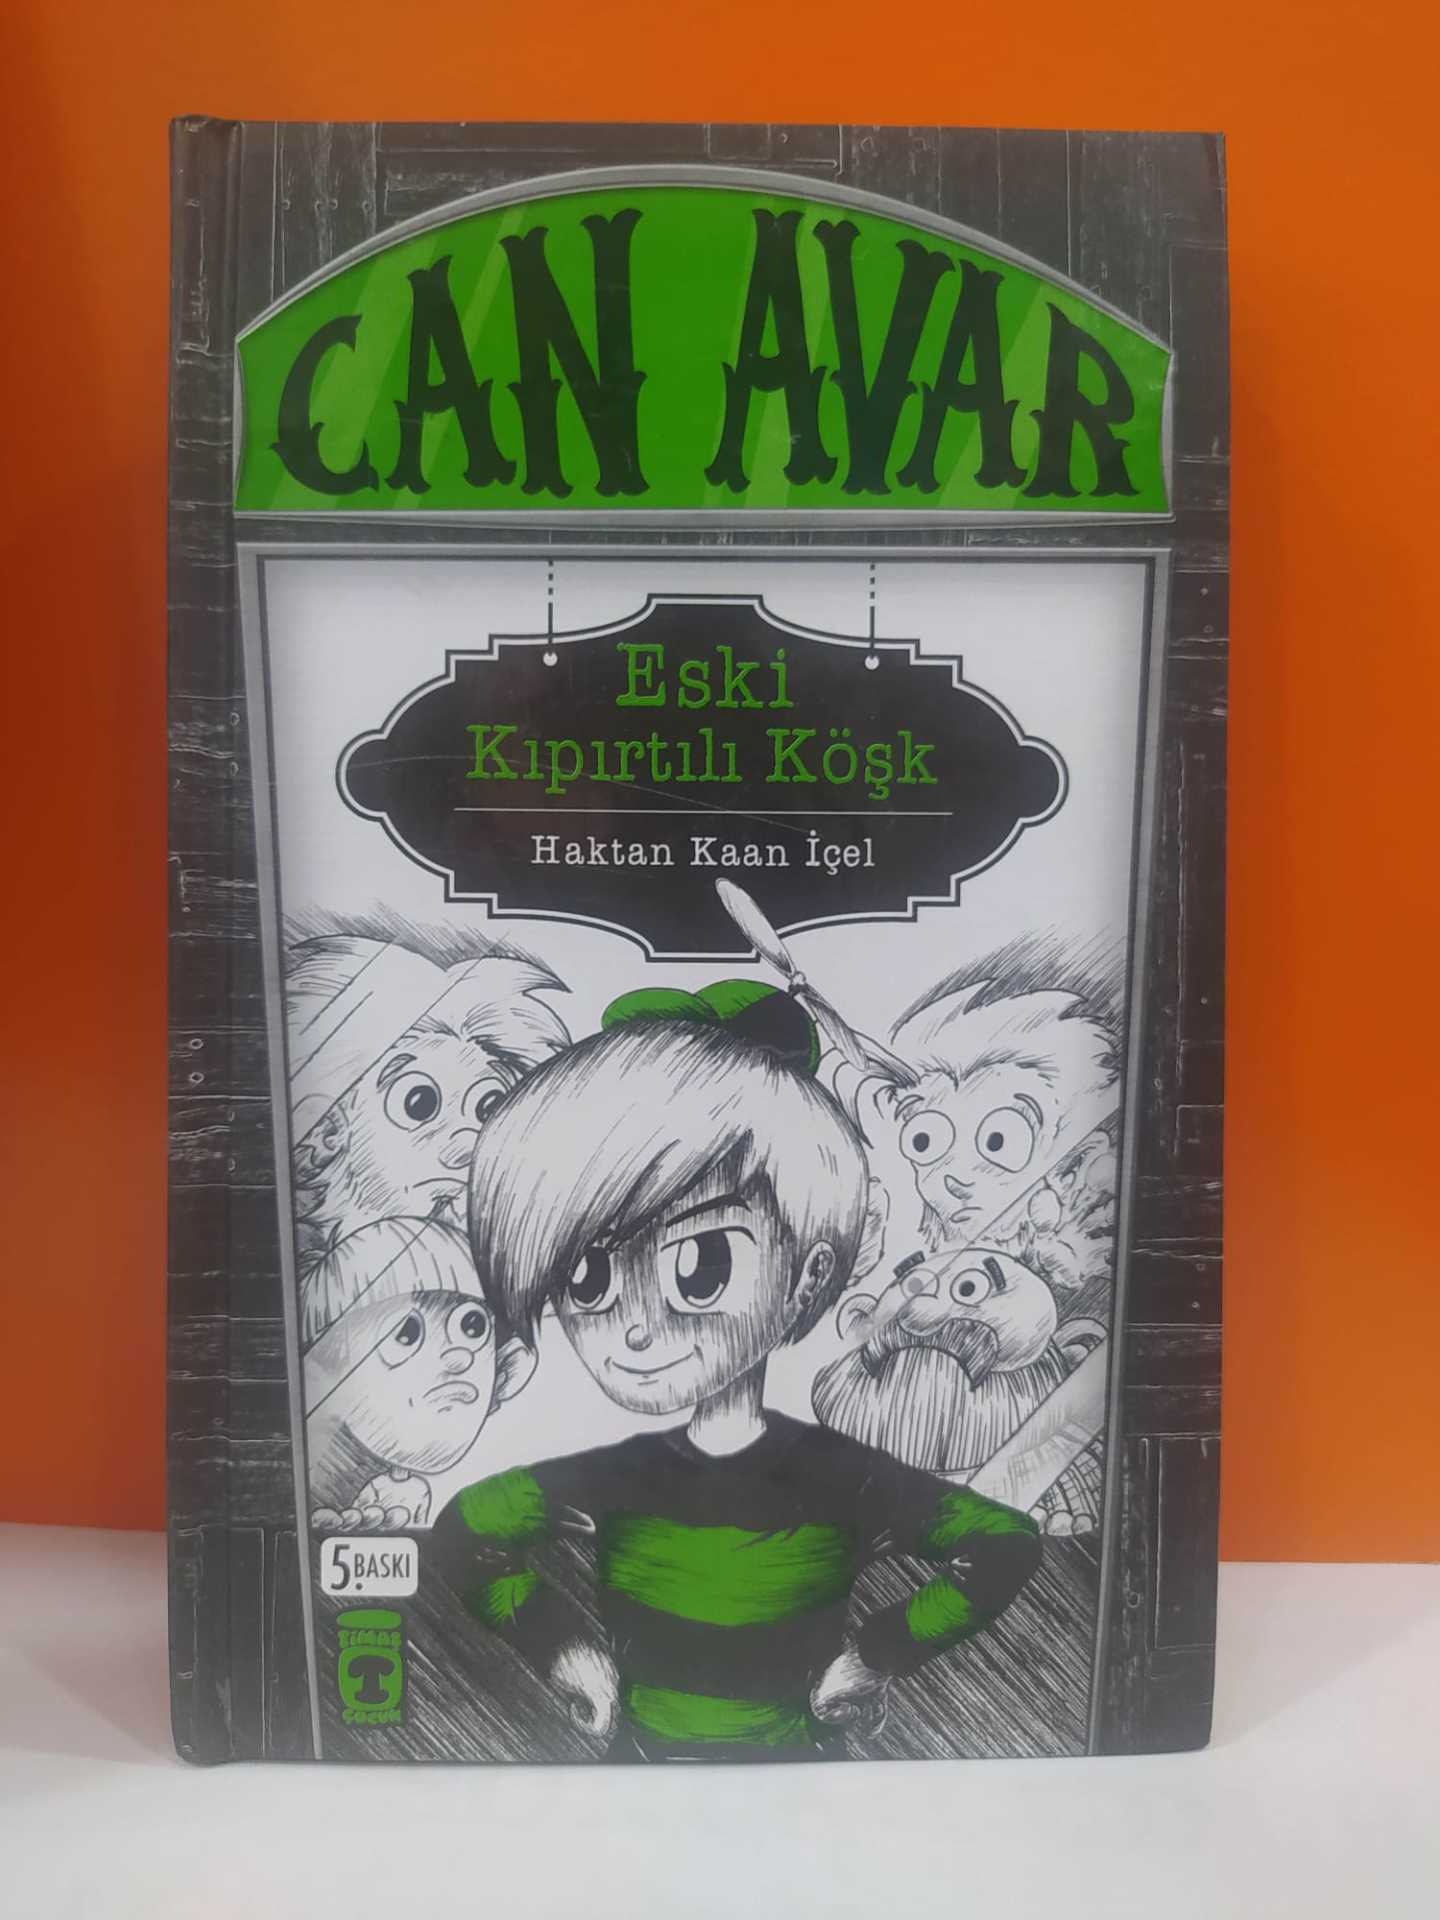 CAN AVAR
Eski
Kıpırtılı Köşk
Haktan Kaan İçel
5. BASKI
TİMAŞ
ÇOCUK